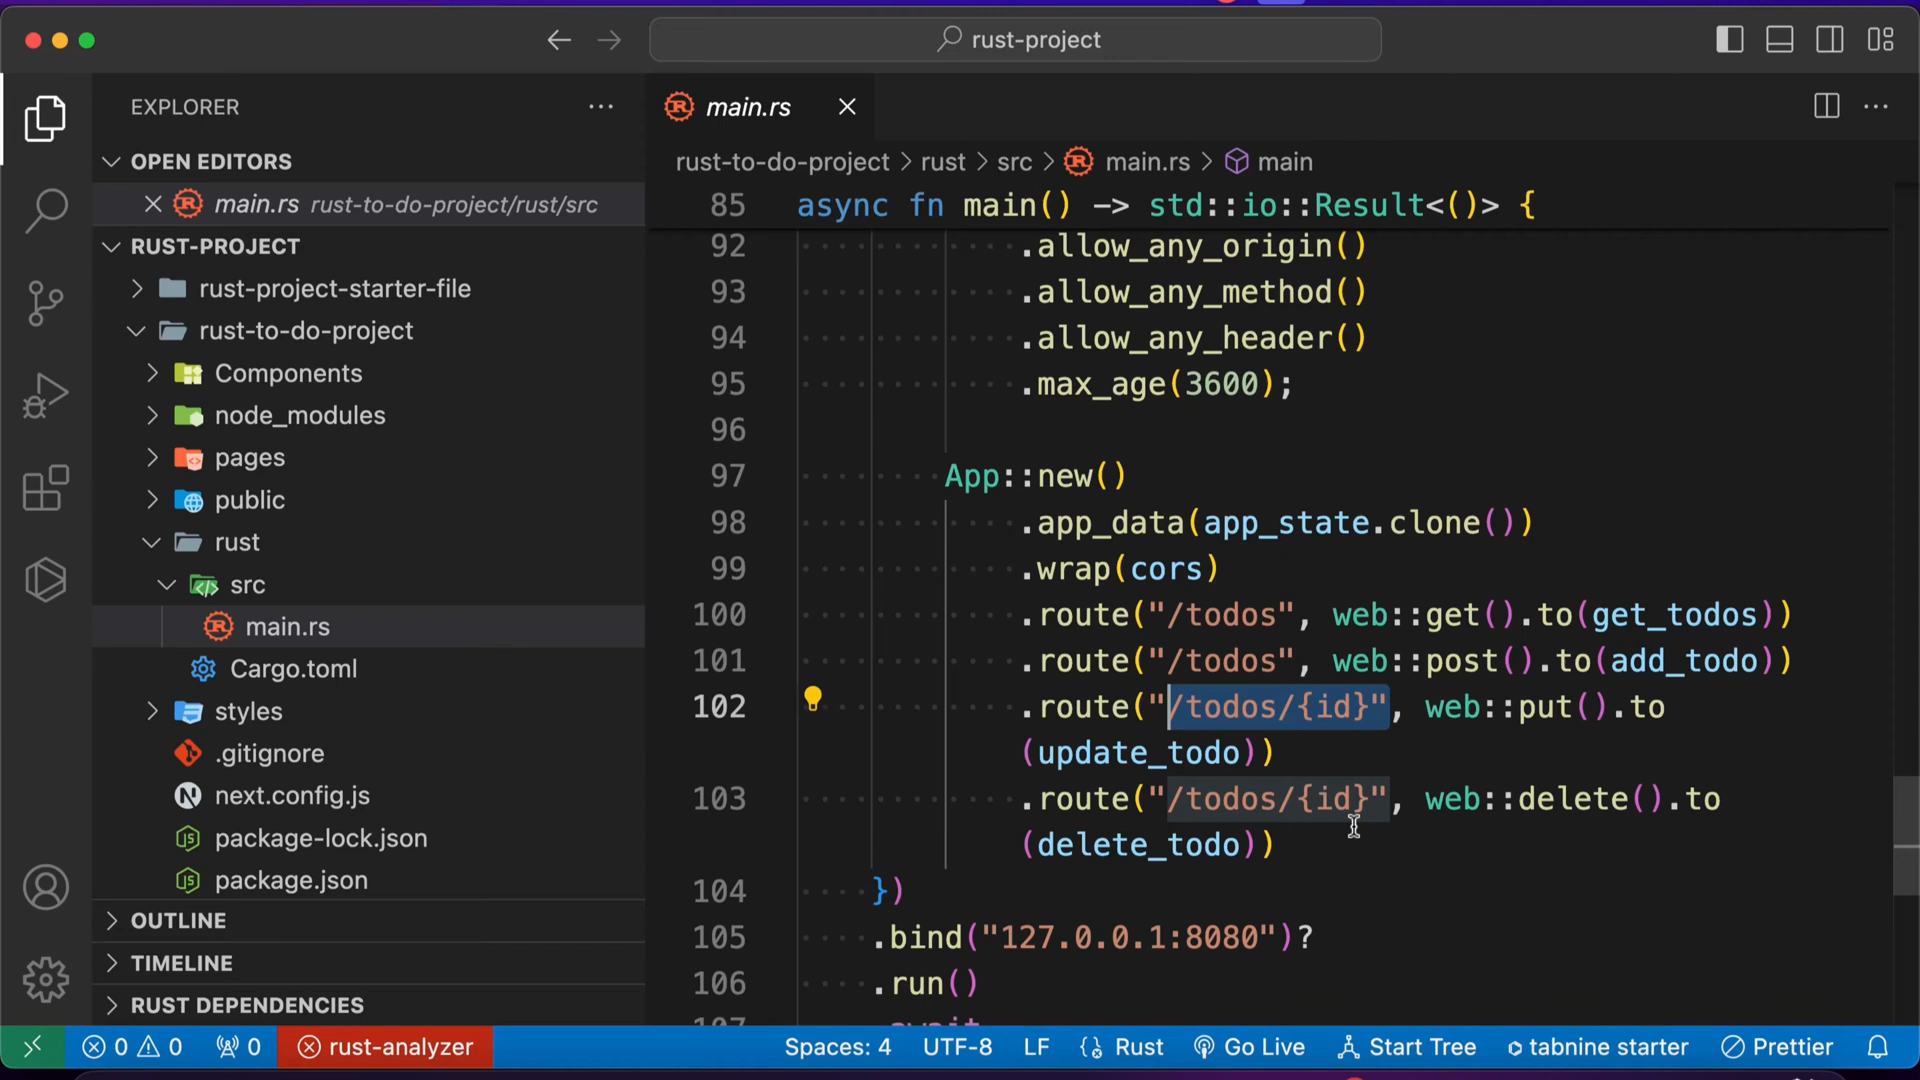 rust-project
EXPLORER
OPEN EDITORS
main.rs rust-to-do-project/rust/src
RUST-PROJECT
rust-project-starter-file
rust-to-do-project
Components
node_modules
pages
public
rust
src
main.rs
Cargo.toml
styles
.gitignore
next.config.js
package-lock.json
package.json
OUTLINE
TIMELINE
RUST DEPENDENCIES
main.rs
rust-to-do-project > rust > src > main.rs > main
85 async fn main() -> std::io::Result<()> {
92 .allow_any_origin()
93 .allow_any_method()
94 .allow_any_header()
95 .max_age(3600);
96
97 App::new()
98 .app_data(app_state.clone())
99 .wrap(cors)
100 .route("/todos", web::get().to(get_todos))
101 .route("/todos", web::post().to(add_todo))
102 .route("/todos/{id}", web::put().to
(update_todo))
103 .route("/todos/{id}", web::delete().to
(delete_todo))
104 })
105 .bind("127.0.0.1:8080")?
106 .run()
107 .await
0 0 0 rust-analyzer Spaces: 4 UTF-8 LF Rust Go Live Start Tree tabnine starter Prettier